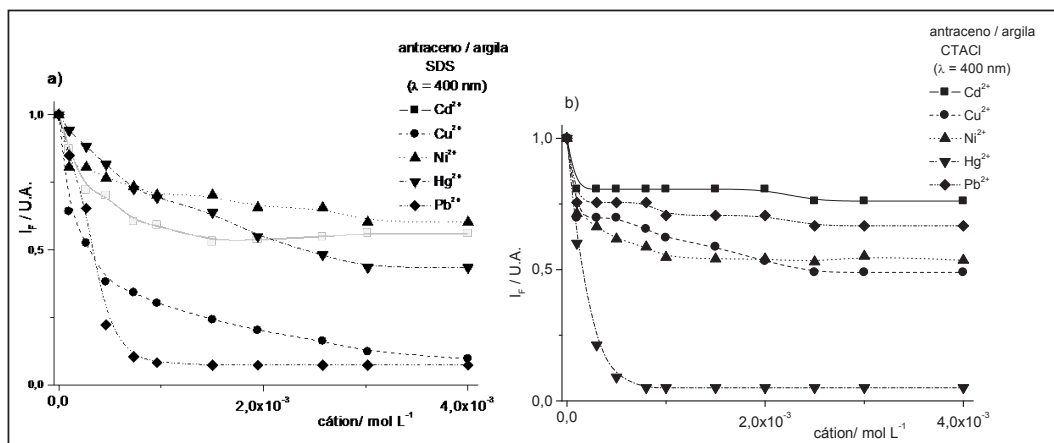 a)
antraceno / argila
SDS
(λ = 400 nm)
Cd²⁺
Cu²⁺
Ni²⁺
Hg²⁺
Pb²⁺
1,0
0,5
0,0
I_F / U.A.
0,0
2,0x10⁻³
4,0x10⁻³
cátion/ mol L⁻¹
b)
antraceno / argila
CTACl
(λ = 400 nm)
Cd²⁺
Cu²⁺
Ni²⁺
Hg²⁺
Pb²⁺
1,0
0,5
0,0
I_F / U.A.
0,0
2,0x10⁻³
4,0x10⁻³
cátion/ mol L⁻¹